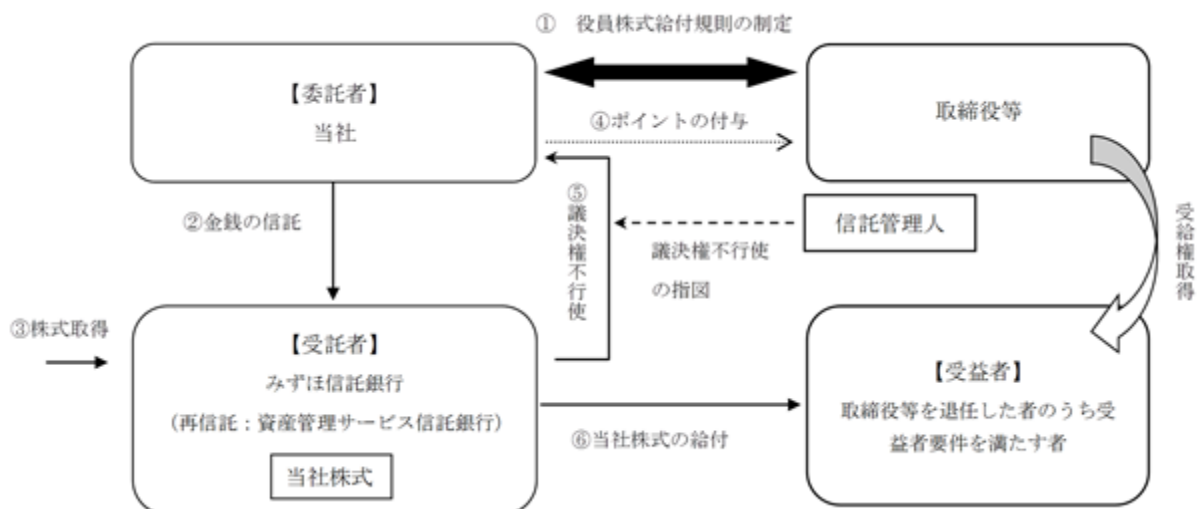 ① 役員株式給付規則の制定
【委託者】
当社
取締役等
④ポイントの付与
②金銭の信託
⑤議決権不行使
信託管理人
議決権不行使
の指図
受給権取得
③株式取得
【受託者】
みずほ信託銀行
(再信託：資産管理サービス信託銀行)
当社株式
⑥当社株式の給付
【受益者】
取締役等を退任した者のうち受
益者要件を満たす者